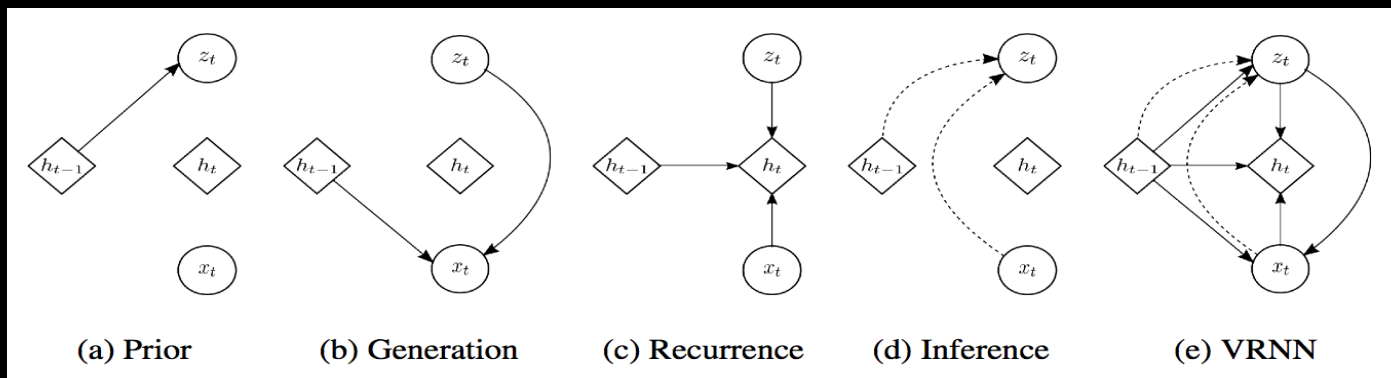 z_t z_t z_t z_t z_t
h_{t-1} h_t h_{t-1} h_t h_{t-1} h_t h_{t-1} h_t h_{t-1} h_t
x_t x_t x_t x_t x_t
(a) Prior (b) Generation (c) Recurrence (d) Inference (e) VRNN